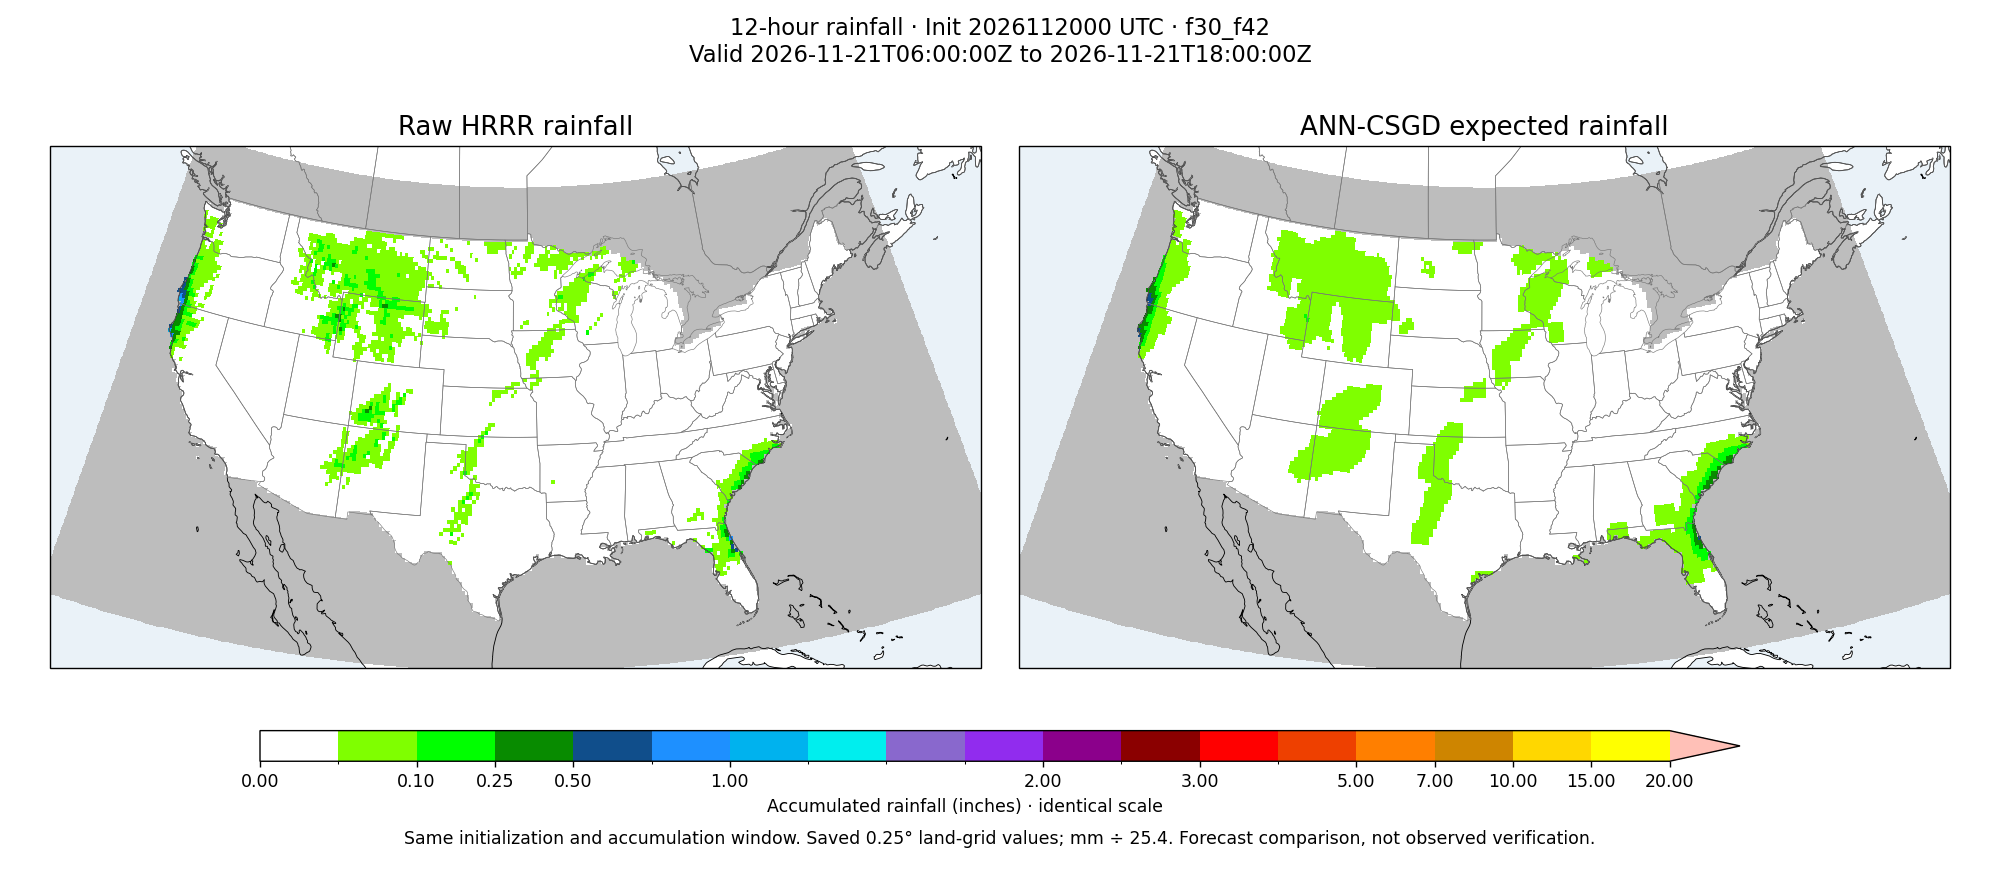 12-hour rainfall · Init 2026112000 UTC · f30_f42
Valid 2026-11-21T06:00:00Z to 2026-11-21T18:00:00Z
Raw HRRR rainfall
ANN-CSGD expected rainfall
0.00 0.10 0.25 0.50 1.00 2.00 3.00 5.00 7.00 10.00 15.00 20.00
Accumulated rainfall (inches) · identical scale
Same initialization and accumulation window. Saved 0.25° land-grid values; mm ÷ 25.4. Forecast comparison, not observed verification.